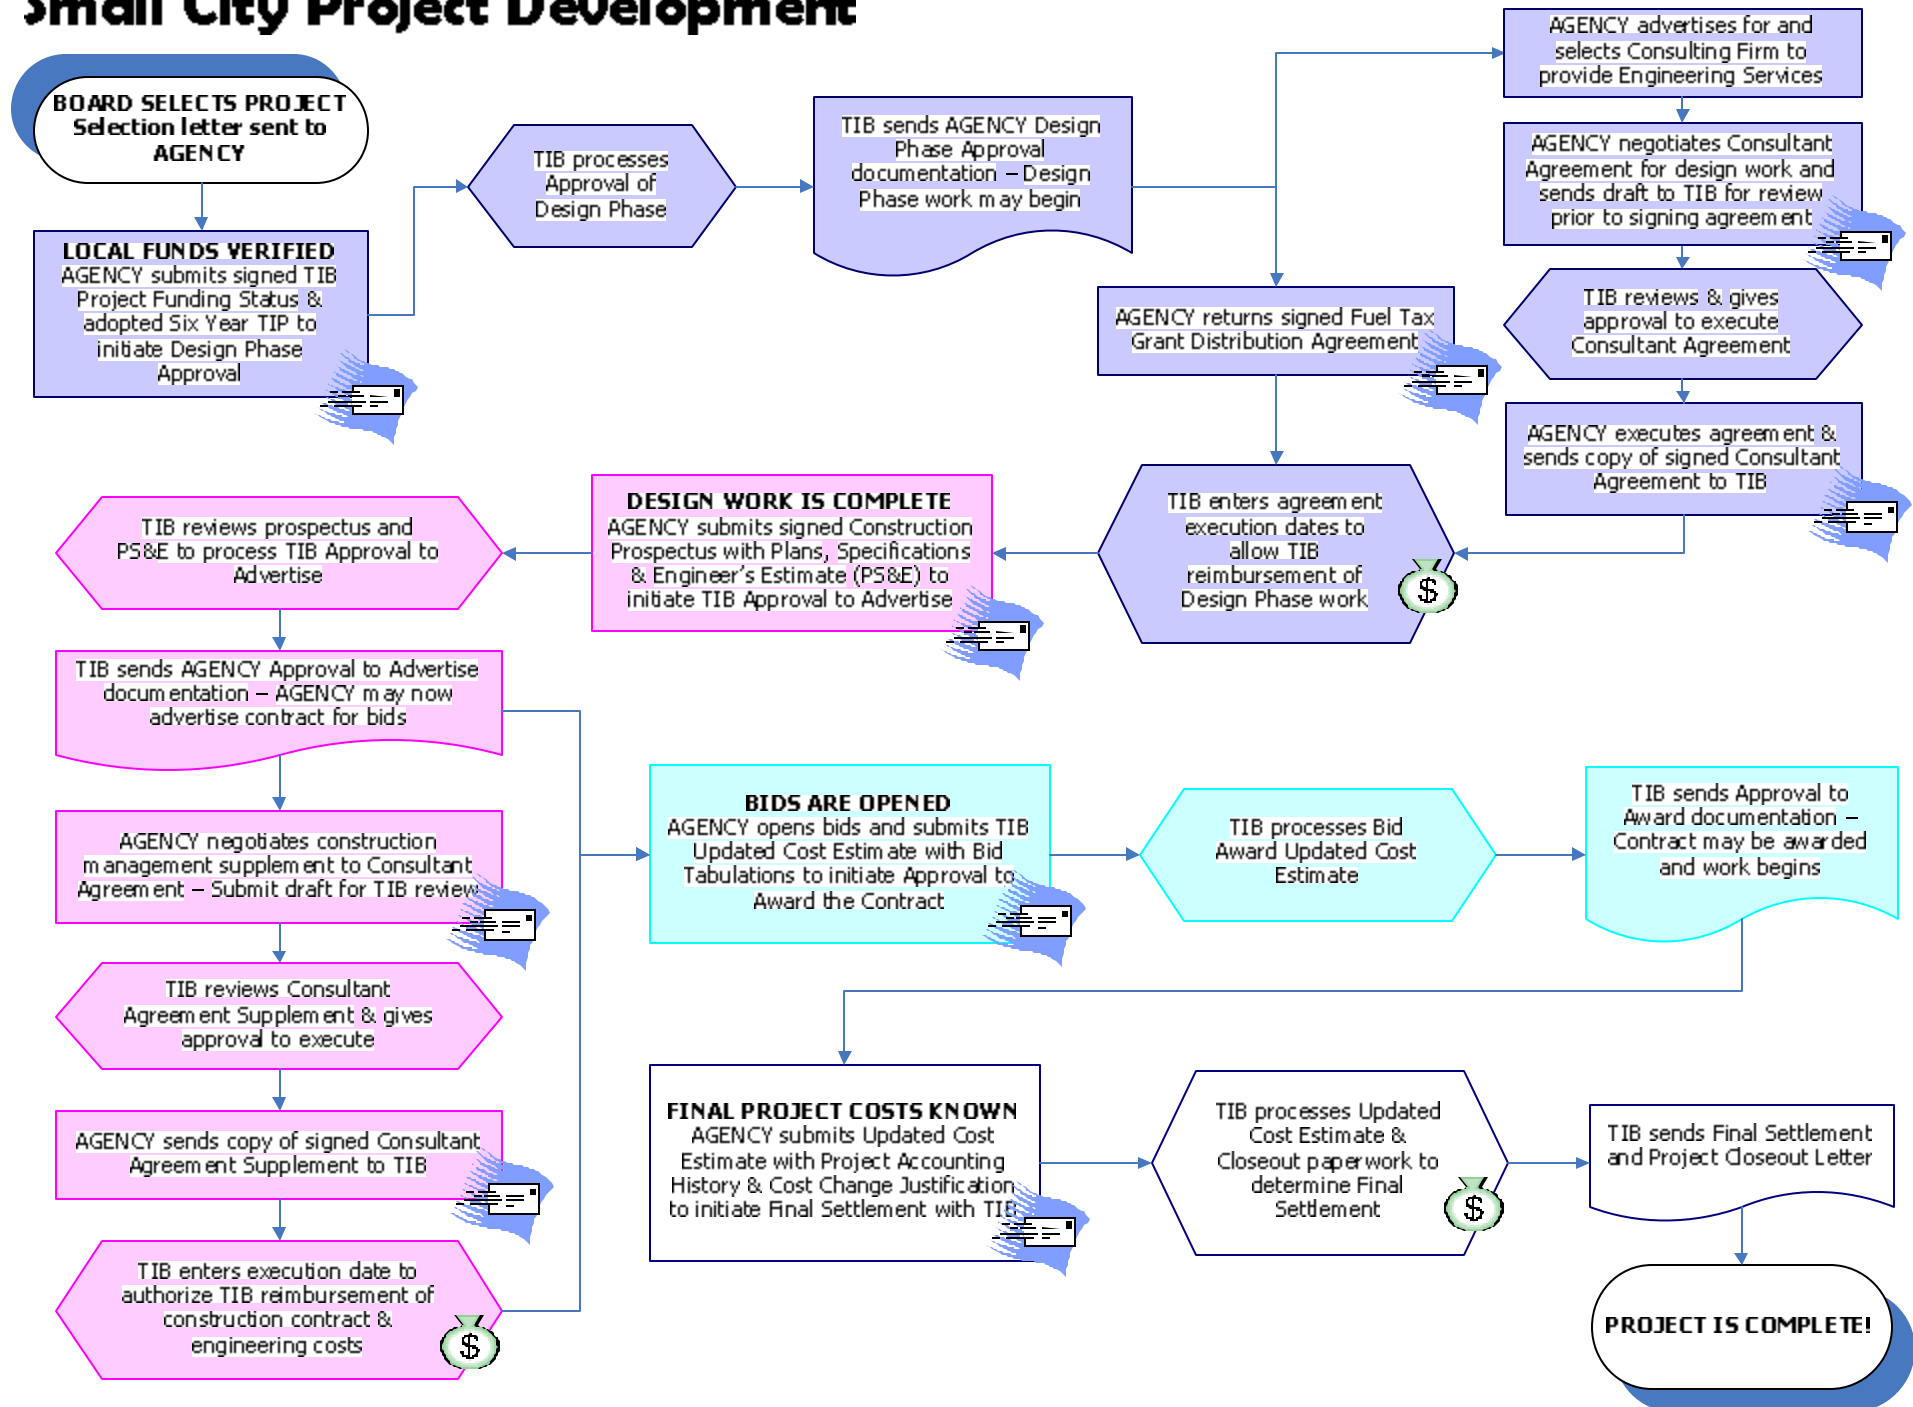 Small City Project Development
BOARD SELECTS PROJECT
Selection letter sent to
AGENCY
LOCAL FUNDS VERIFIED
AGENCY submits signed TIB
Project Funding Status &
adopted Six Year TIP to
initiate Design Phase
Approval
TIB processes
Approval of
Design Phase
TIB sends AGENCY Design
Phase Approval
documentation – Design
Phase work may begin
AGENCY advertises for and
selects Consulting Firm to
provide Engineering Services
AGENCY negotiates Consultant
Agreement for design work and
sends draft to TIB for review
prior to signing agreement
TIB reviews & gives
approval to execute
Consultant Agreement
AGENCY executes agreement &
sends copy of signed Consultant
Agreement to TIB
AGENCY returns signed Fuel Tax
Grant Distribution Agreement
TIB enters agreement
execution dates to
allow TIB
reimbursement of
Design Phase work
$
DESIGN WORK IS COMPLETE
AGENCY submits signed Construction
Prospectus with Plans, Specifications
& Engineer's Estimate (PS&E) to
initiate TIB Approval to Advertise
TIB reviews prospectus and
PS&E to process TIB Approval to
Advertise
TIB sends AGENCY Approval to Advertise
documentation – AGENCY may now
advertise contract for bids
AGENCY negotiates construction
management supplement to Consultant
Agreement – Submit draft for TIB review
TIB reviews Consultant
Agreement Supplement & gives
approval to execute
AGENCY sends copy of signed Consultant
Agreement Supplement to TIB
TIB enters execution date to
authorize TIB reimbursement of
construction contract &
engineering costs
$
BIDS ARE OPENED
AGENCY opens bids and submits TIB
Updated Cost Estimate with Bid
Tabulations to initiate Approval to
Award the Contract
TIB processes Bid
Award Updated Cost
Estimate
TIB sends Approval to
Award documentation –
Contract may be awarded
and work begins
FINAL PROJECT COSTS KNOWN
AGENCY submits Updated Cost
Estimate with Project Accounting
History & Cost Change Justification
to initiate Final Settlement with TIB
TIB processes Updated
Cost Estimate &
Closeout paperwork to
determine Final
Settlement
$
TIB sends Final Settlement
and Project Closeout Letter
PROJECT IS COMPLETE!